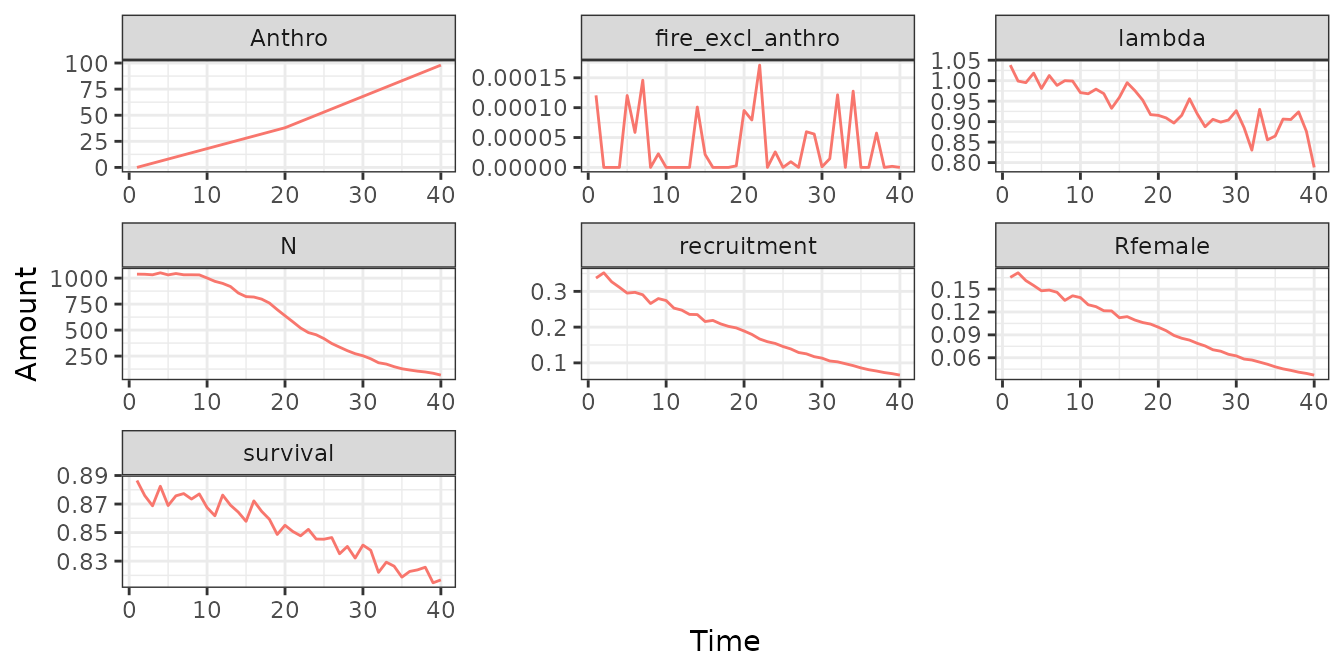 Anthro
fire_excl_anthro
lambda
100
75
50
25
0
0.00015
0.00010
0.00005
0.00000
1.05
1.00
0.95
0.90
0.85
0.80
0 10 20 30 40
0 10 20 30 40
0 10 20 30 40
N
recruitment
Rfemale
1000
750
500
250
0.3
0.2
0.1
0.15
0.12
0.09
0.06
0 10 20 30 40
0 10 20 30 40
0 10 20 30 40
survival
0.89
0.87
0.85
0.83
0 10 20 30 40
Amount
Time